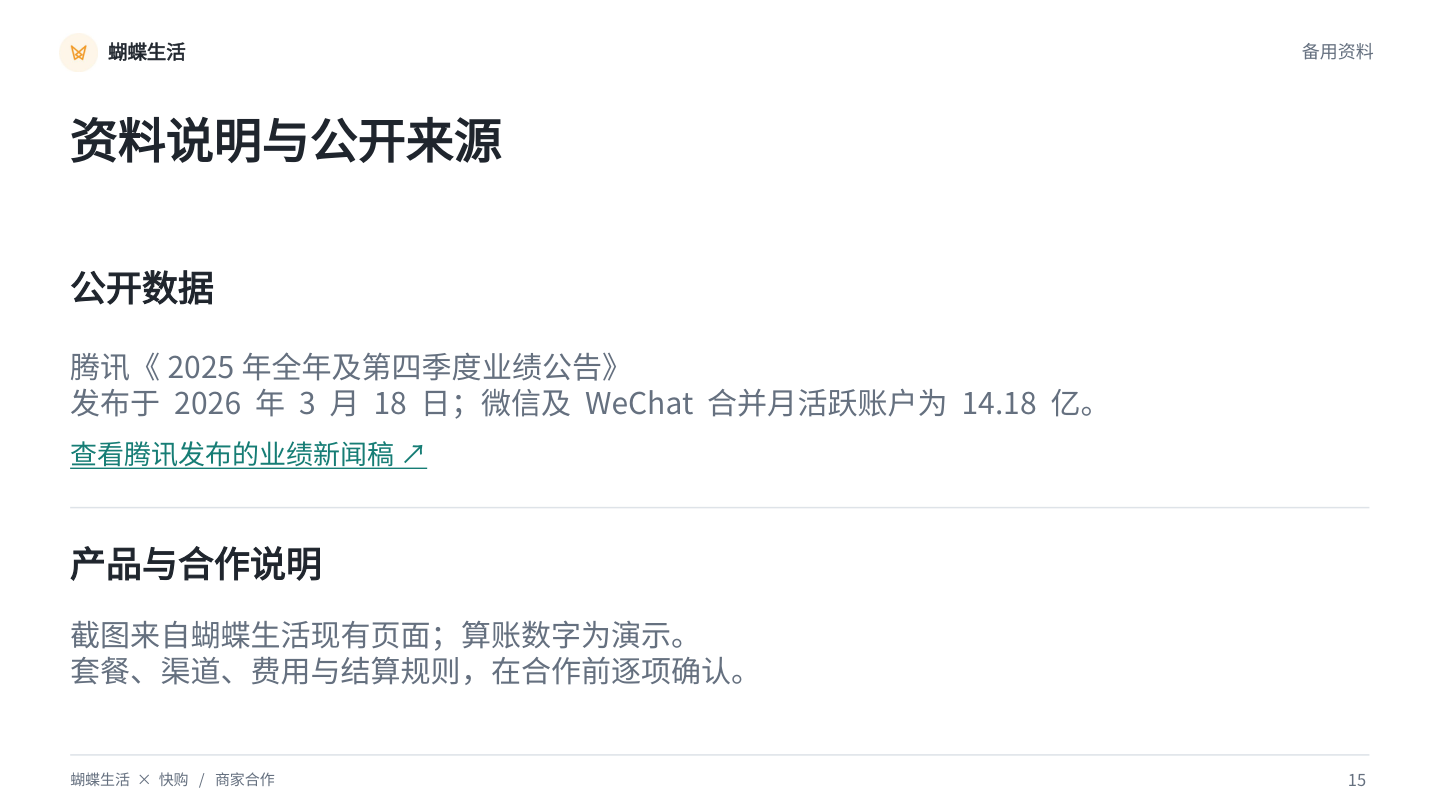 蝴蝶生活
备用资料
资料说明与公开来源
公开数据
腾讯《 2025 年全年及第四季度业绩公告》
发布于 2026 年 3 月 18 日；微信及 WeChat 合并月活跃账户为 14.18 亿。
查看腾讯发布的业绩新闻稿 ↗
产品与合作说明
截图来自蝴蝶生活现有页面；算账数字为演示。
套餐、渠道、费用与结算规则，在合作前逐项确认。
蝴蝶生活 × 快购 / 商家合作
15